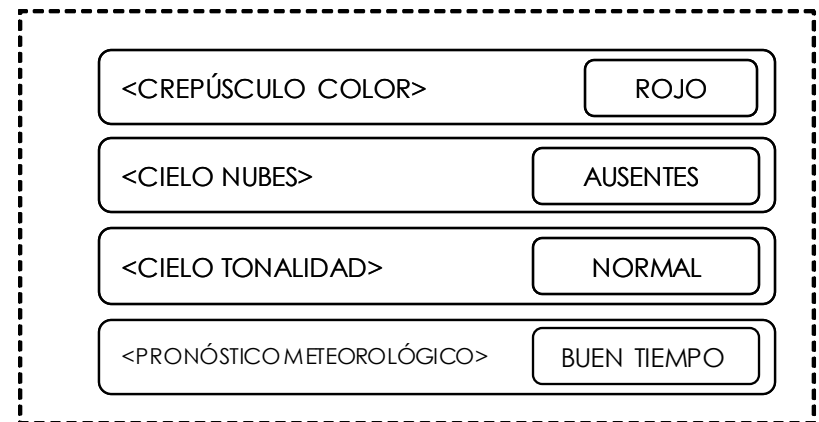 <CREPÚSCULO COLOR> ROJO
<CIELO NUBES> AUSENTES
<CIELO TONALIDAD> NORMAL
<PRONÓSTICO METEOROLÓGICO> BUEN TIEMPO